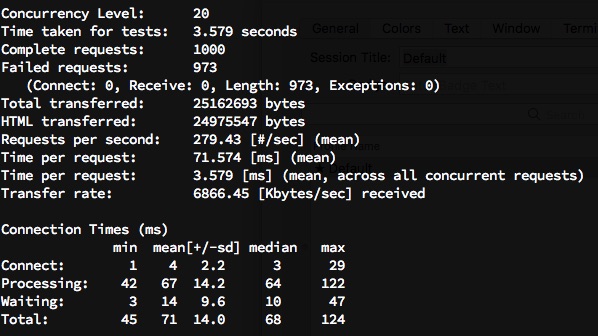 Concurrency Level:      20
Time taken for tests:   3.579 seconds
Complete requests:      1000
Failed requests:        973
   (Connect: 0, Receive: 0, Length: 973, Exceptions: 0)
Total transferred:      25162693 bytes
HTML transferred:       24975547 bytes
Requests per second:    279.43 [#/sec] (mean)
Time per request:       71.574 [ms] (mean)
Time per request:       3.579 [ms] (mean, across all concurrent requests)
Transfer rate:          6866.45 [Kbytes/sec] received

Connection Times (ms)
              min  mean[+/-sd] median   max
Connect:        1    4   2.2      3      29
Processing:    42   67  14.2     64     122
Waiting:        3   14   9.6     10      47
Total:         45   71  14.0     68     124
General Colors Text Window
Session Title: Default
Default